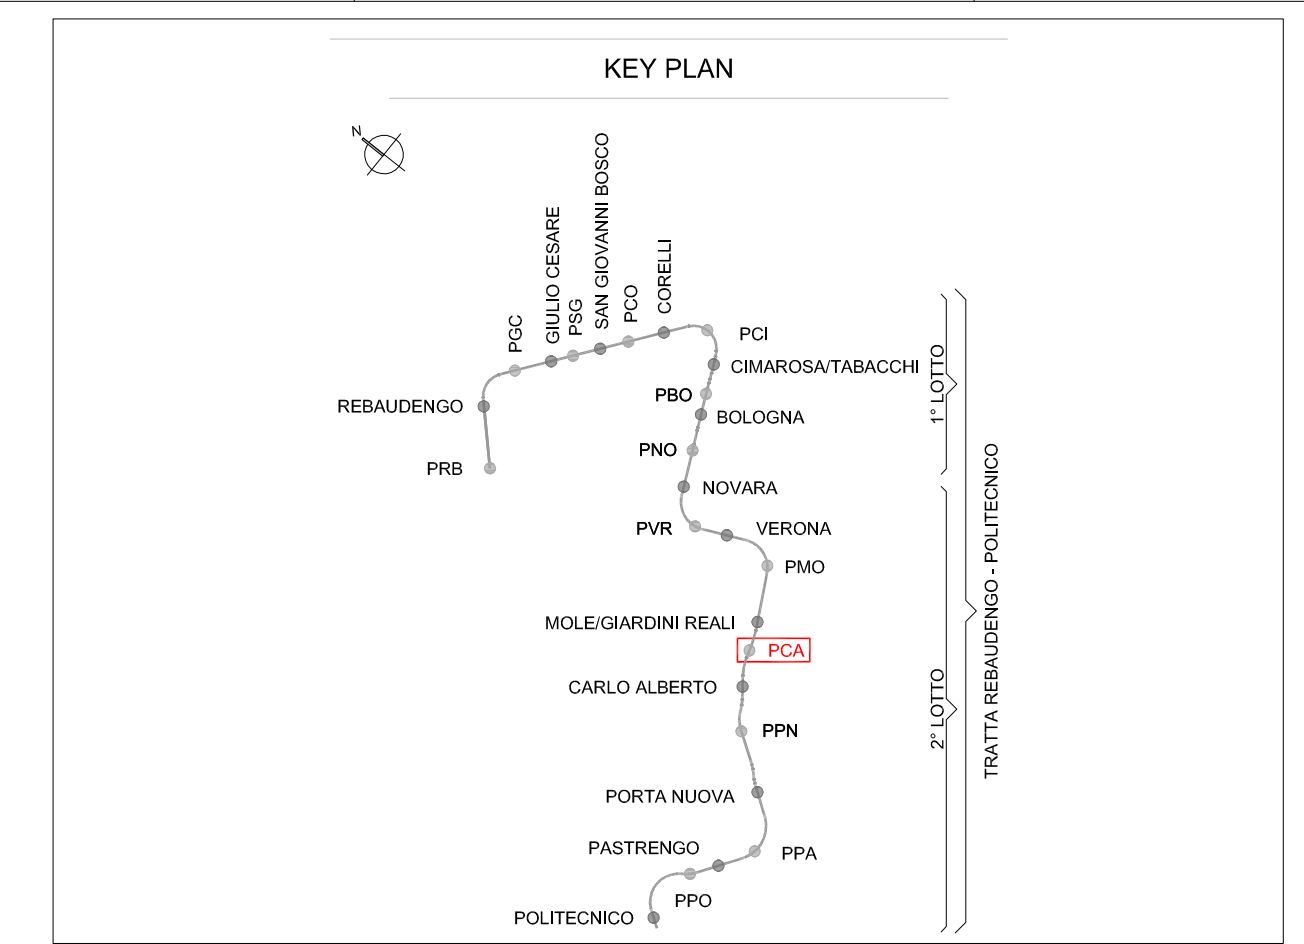 KEY PLAN
N
PGC
GIULIO CESARE
PSG
SAN GIOVANNI BOSCO
PCO
CORELLI
PCI
CIMAROSA/TABACCHI
PBO
REBAUDENGO
BOLOGNA
PNO
PRB
NOVARA
PVR
VERONA
PMO
MOLE/GIARDINI REALI
PCA
CARLO ALBERTO
PPN
PORTA NUOVA
PASTRENGO
PPA
PPO
POLITECNICO
1° LOTTO
2° LOTTO
TRATTA REBAUDENGO - POLITECNICO